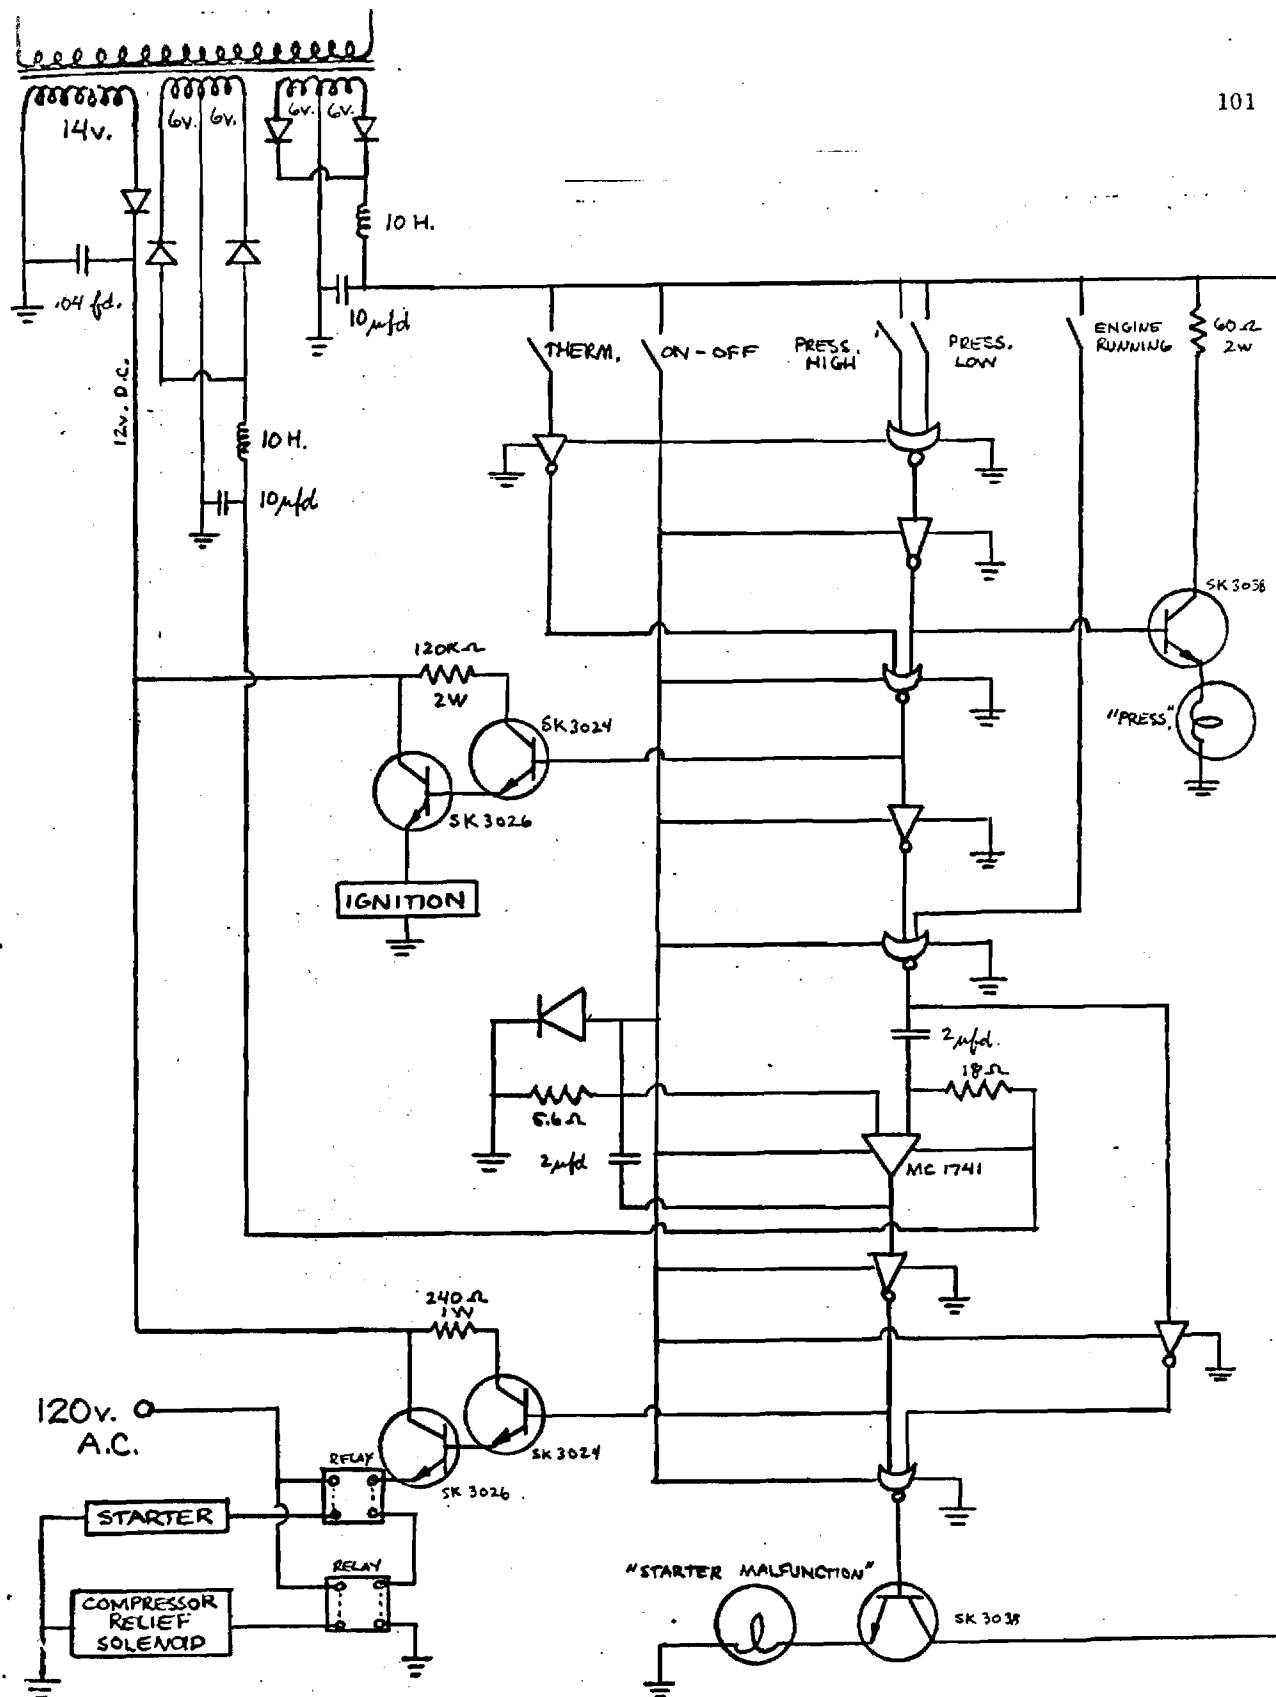 101
14v.
6v.
6v.
6v.
6v.
10 H.
.04 fd.
10 µfd
12v. D.C.
10 H.
10 µfd
THERM.
ON-OFF
PRESS.
HIGH
PRESS.
LOW
ENGINE
RUNNING
60 Ω
2W
SK 3038
"PRESS."
120K Ω
2W
SK 3024
SK 3026
IGNITION
2 µfd.
18 Ω
5.6 Ω
2 µfd
MC 1741
240 Ω
1W
120v.
A.C.
SK 3024
RELAY
SK 3026
STARTER
RELAY
COMPRESSOR
RELIEF
SOLENOID
"STARTER MALFUNCTION"
SK 3038